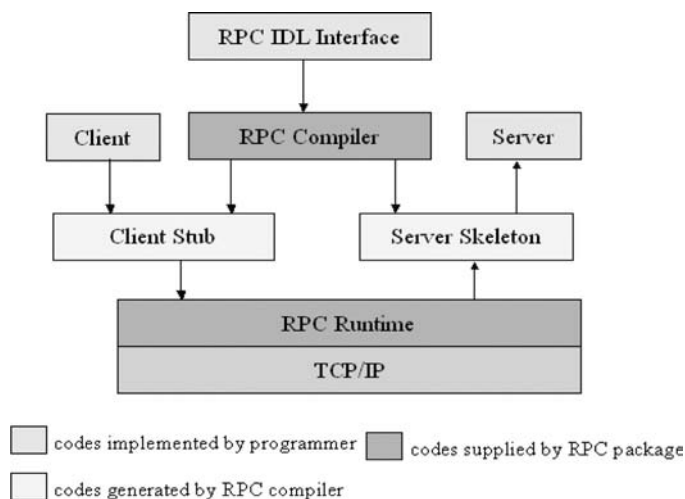 RPC IDL Interface
Client
RPC Compiler
Server
Client Stub
Server Skeleton
RPC Runtime
TCP/IP
codes implemented by programmer
codes supplied by RPC package
codes generated by RPC compiler